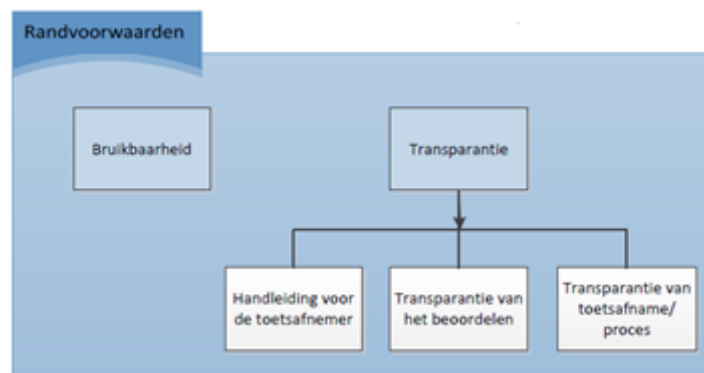 Randvoorwaarden
Bruikbaarheid
Transparantie
Handleiding voor
de toetsafnemer
Transparantie van
het beoordelen
Transparantie van
toetsafname/
proces